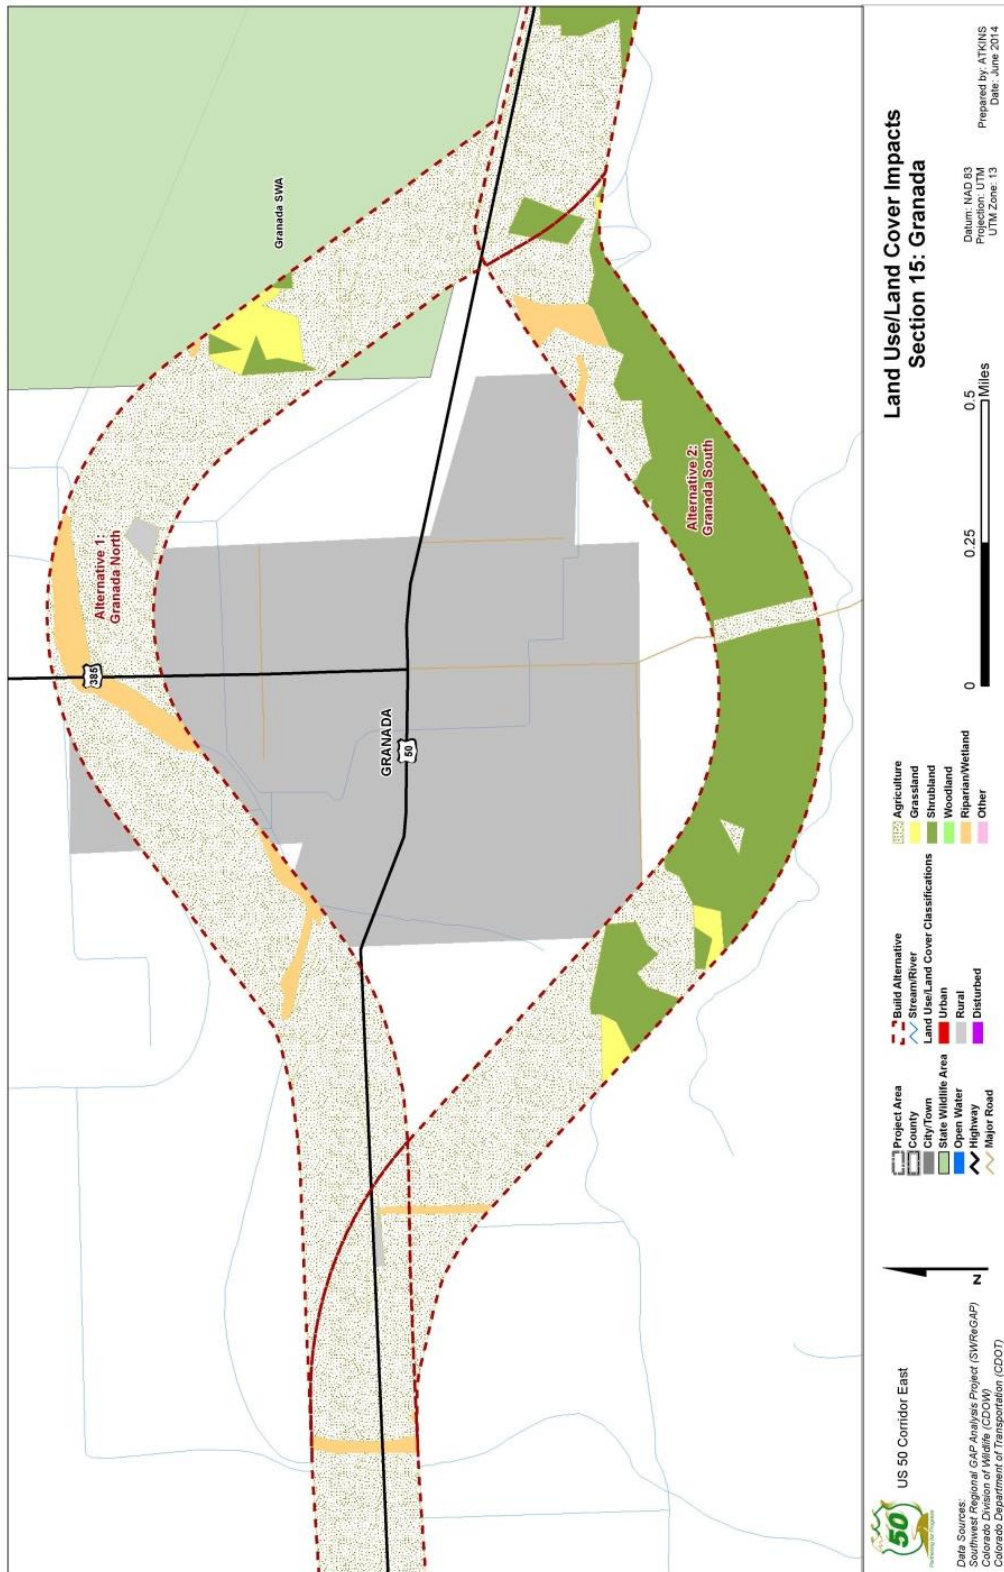 Granada SWA
Alternative 1:
Granada North
385
GRANADA
50
Alternative 2:
Granada South
50
US 50 Corridor East
Data Sources:
Southwest Regional GAP Analysis Project (SWReGAP)
Colorado Division of Wildlife (CDOW)
Colorado Department of Transportation (CDOT)
N
Project Area
County
City/Town
State Wildlife Area
Open Water
Highway
Major Road
Build Alternative
Stream/River
Land Use/Land Cover Classifications
Urban
Rural
Disturbed
Agriculture
Grassland
Shrubland
Woodland
Riparian/Wetland
Other
0 0.25 0.5
Miles
Land Use/Land Cover Impacts
Section 15: Granada
Datum: NAD 83
Projection: UTM
UTM Zone: 13
Prepared by: ATKINS
Date: June 2014